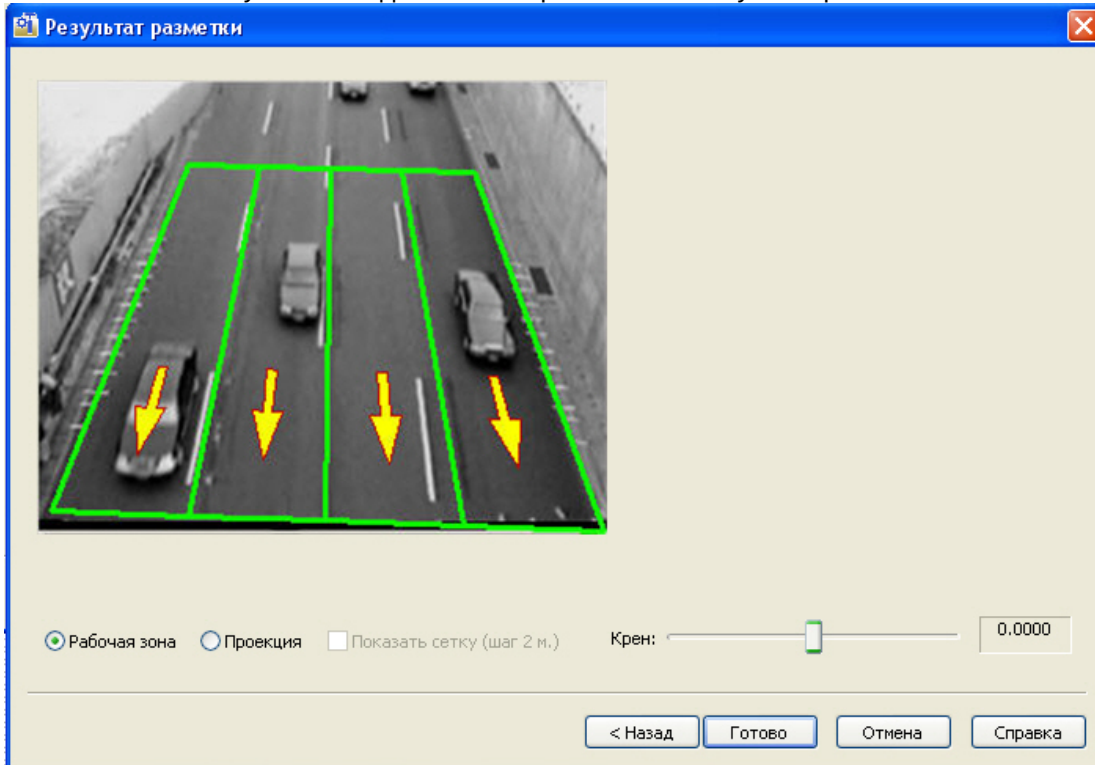 Результат разметки
Рабочая зона Проекция Показать сетку (шаг 2 м.) Крен: 0.0000
< Назад Готово Отмена Справка